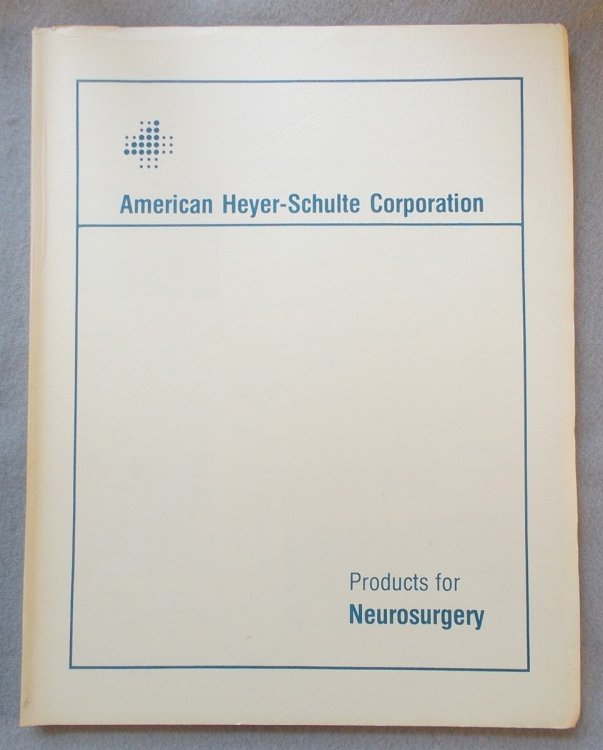 American Heyer-Schulte Corporation
Products for
Neurosurgery